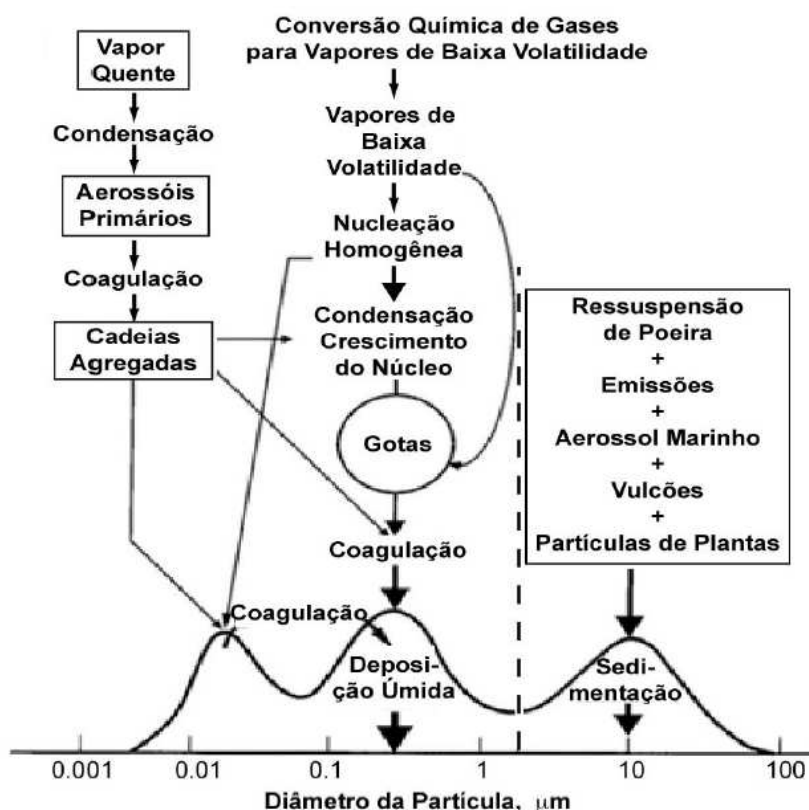 Vapor
Quente
Condensação
Aerossóis
Primários
Coagulação
Cadeias
Agregadas
Conversão Química de Gases
para Vapores de Baixa Volatilidade
Vapores de
Baixa
Volatilidade
Nucleação
Homogênea
Condensação
Crescimento
do Núcleo
Gotas
Coagulação
Ressuspensão
de Poeira
+
Emissões
+
Aerossol Marinho
+
Vulcões
+
Partículas de Plantas
Coagulação
Deposi-
ção Úmida
Sedi-
mentação
0.001 0.01 0.1 1 10 100
Diâmetro da Partícula, μm